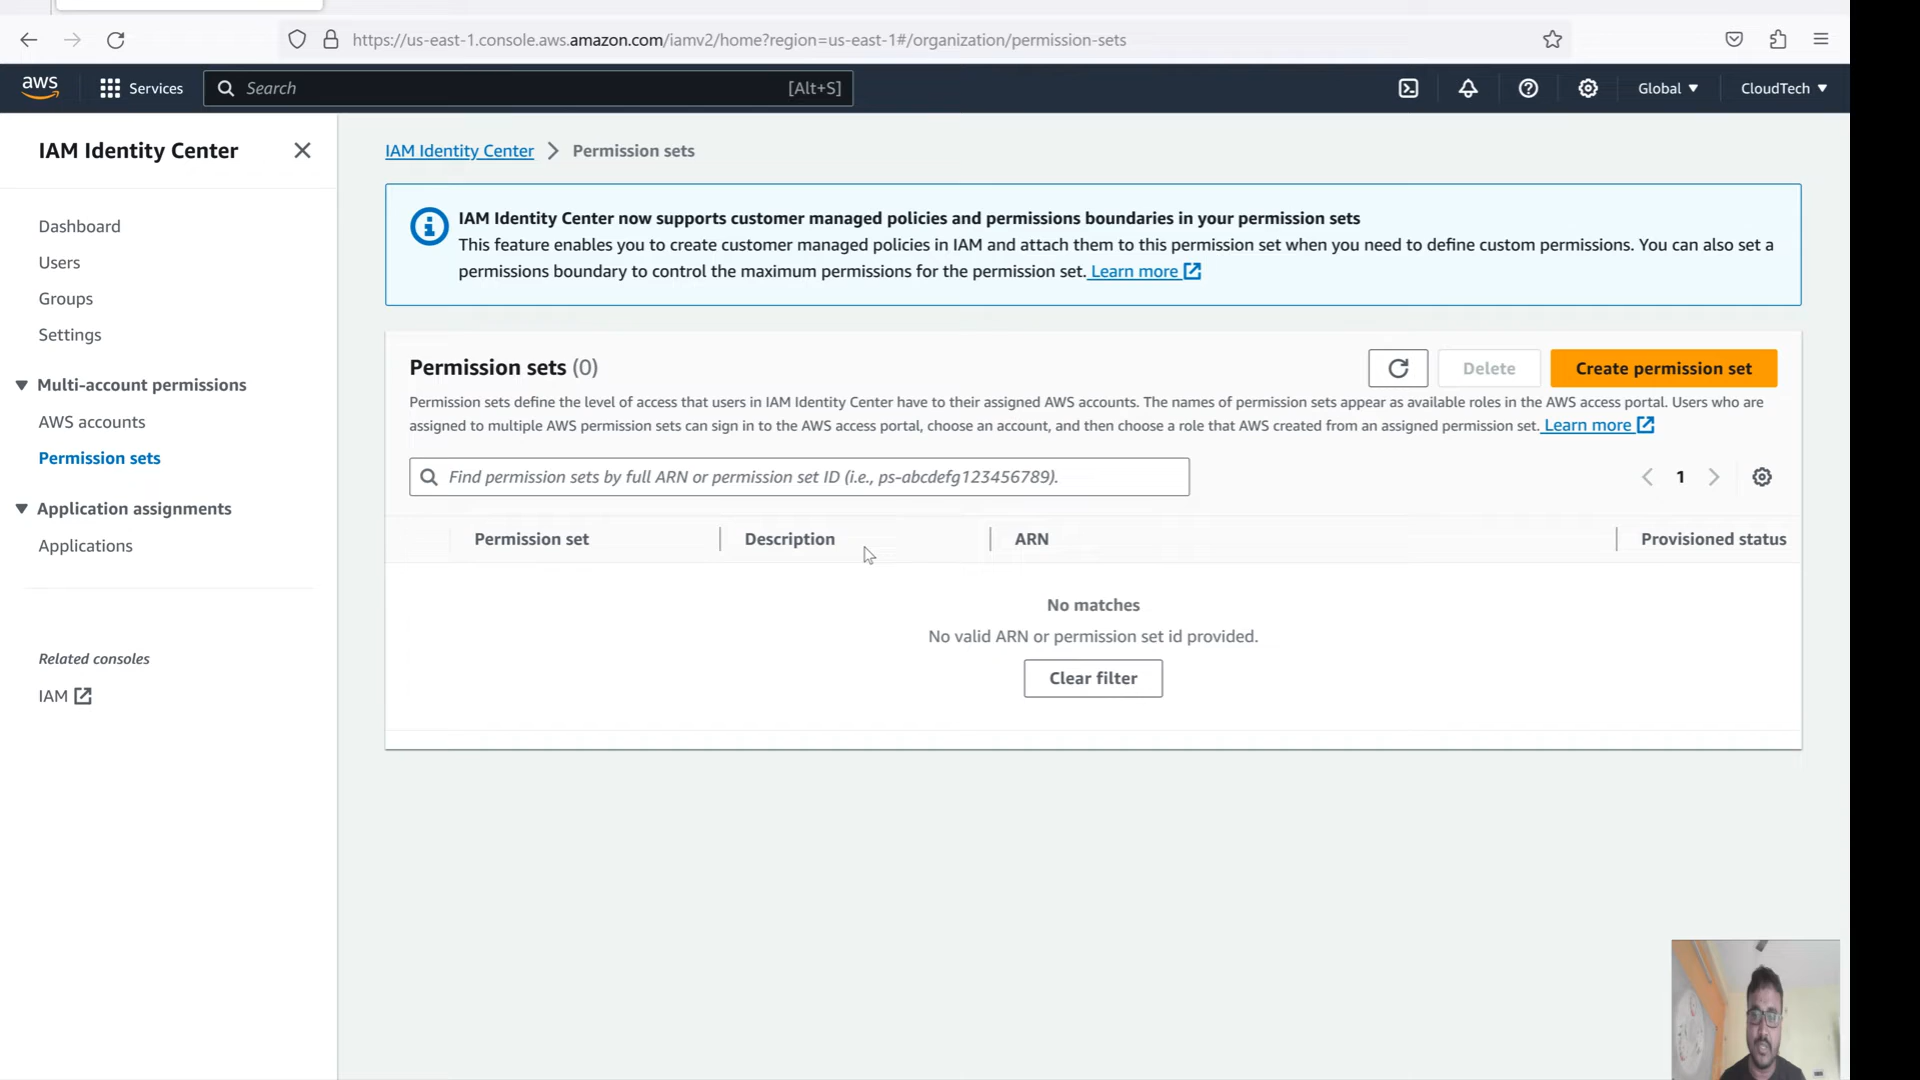 https://us-east-1.console.aws.amazon.com/iamv2/home?region=us-east-1#/organization/permission-sets
aws
Services
Search
[Alt+S]
Global
CloudTech
IAM Identity Center
Dashboard
Users
Groups
Settings
Multi-account permissions
AWS accounts
Permission sets
Application assignments
Applications
Related consoles
IAM
IAM Identity Center
Permission sets
IAM Identity Center now supports customer managed policies and permissions boundaries in your permission sets
This feature enables you to create customer managed policies in IAM and attach them to this permission set when you need to define custom permissions. You can also set a
permissions boundary to control the maximum permissions for the permission set. Learn more
Permission sets (0)
Delete
Create permission set
Permission sets define the level of access that users in IAM Identity Center have to their assigned AWS accounts. The names of permission sets appear as available roles in the AWS access portal. Users who are
assigned to multiple AWS permission sets can sign in to the AWS access portal, choose an account, and then choose a role that AWS created from an assigned permission set. Learn more
Find permission sets by full ARN or permission set ID (i.e., ps-abcdefg123456789).
1
Permission set
Description
ARN
Provisioned status
No matches
No valid ARN or permission set id provided.
Clear filter